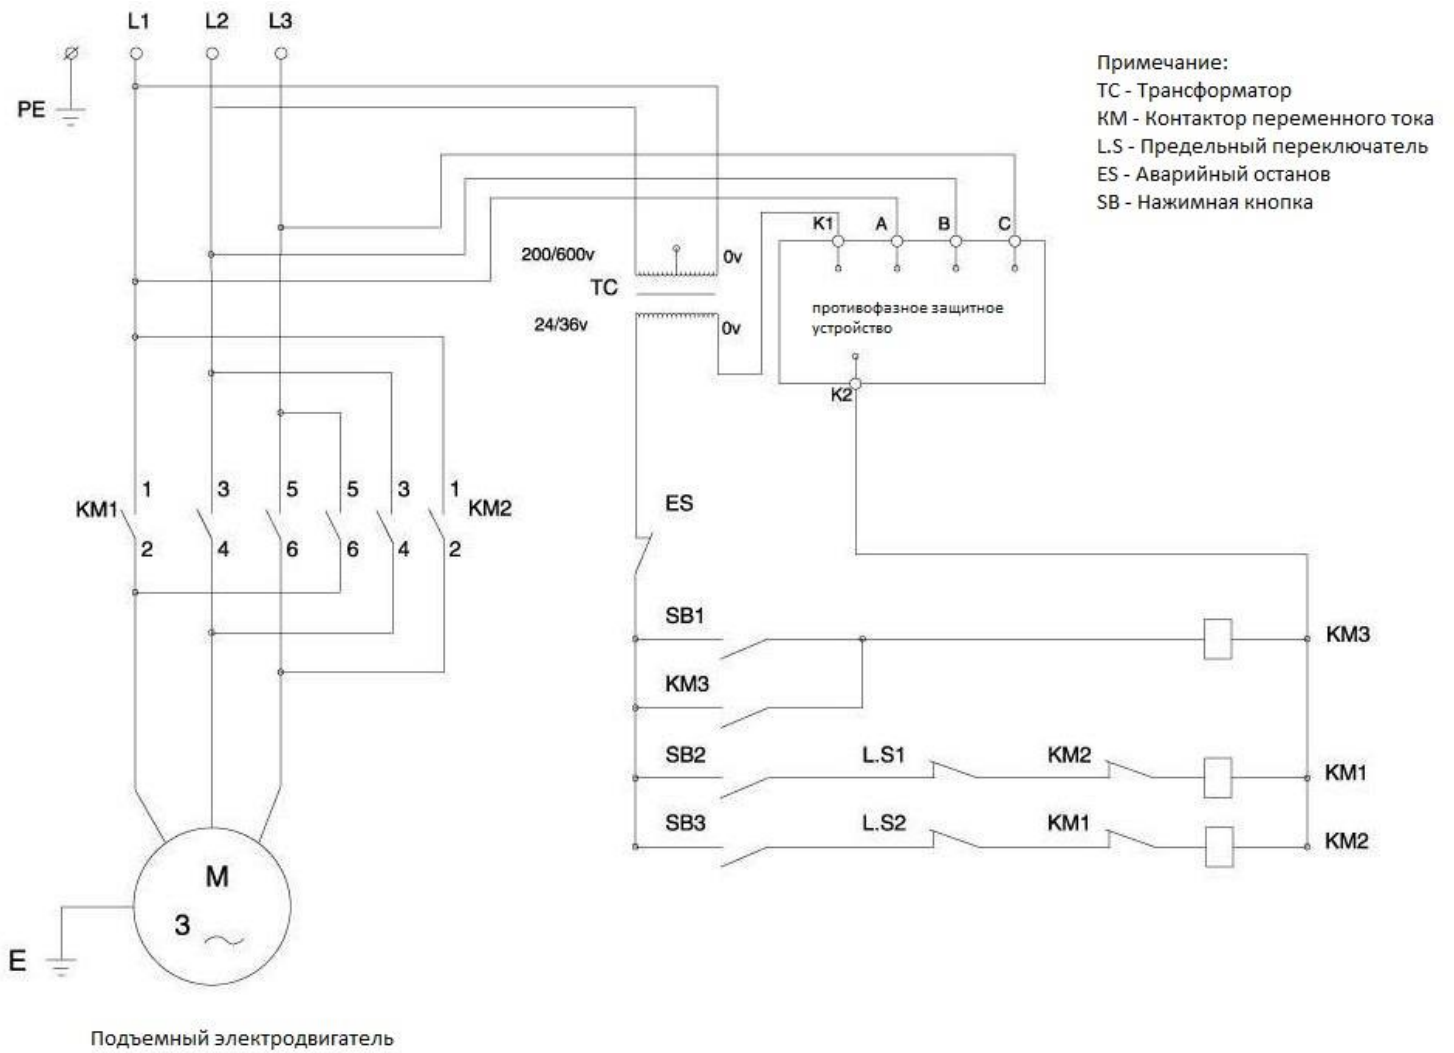 L1 L2 L3
PE
Примечание:
ТС - Трансформатор
КМ - Контактор переменного тока
L.S - Предельный переключатель
ES - Аварийный останов
SB - Нажимная кнопка
K1 A B C
200/600v 0v
TC
24/36v 0v
противофазное защитное
устройство
K2
1 3 5 5 3 1
KM1 KM2
2 4 6 6 4 2
ES
SB1
KM3
KM3
SB2 L.S1 KM2 KM1
SB3 L.S2 KM1 KM2
M
3
E
Подъемный электродвигатель